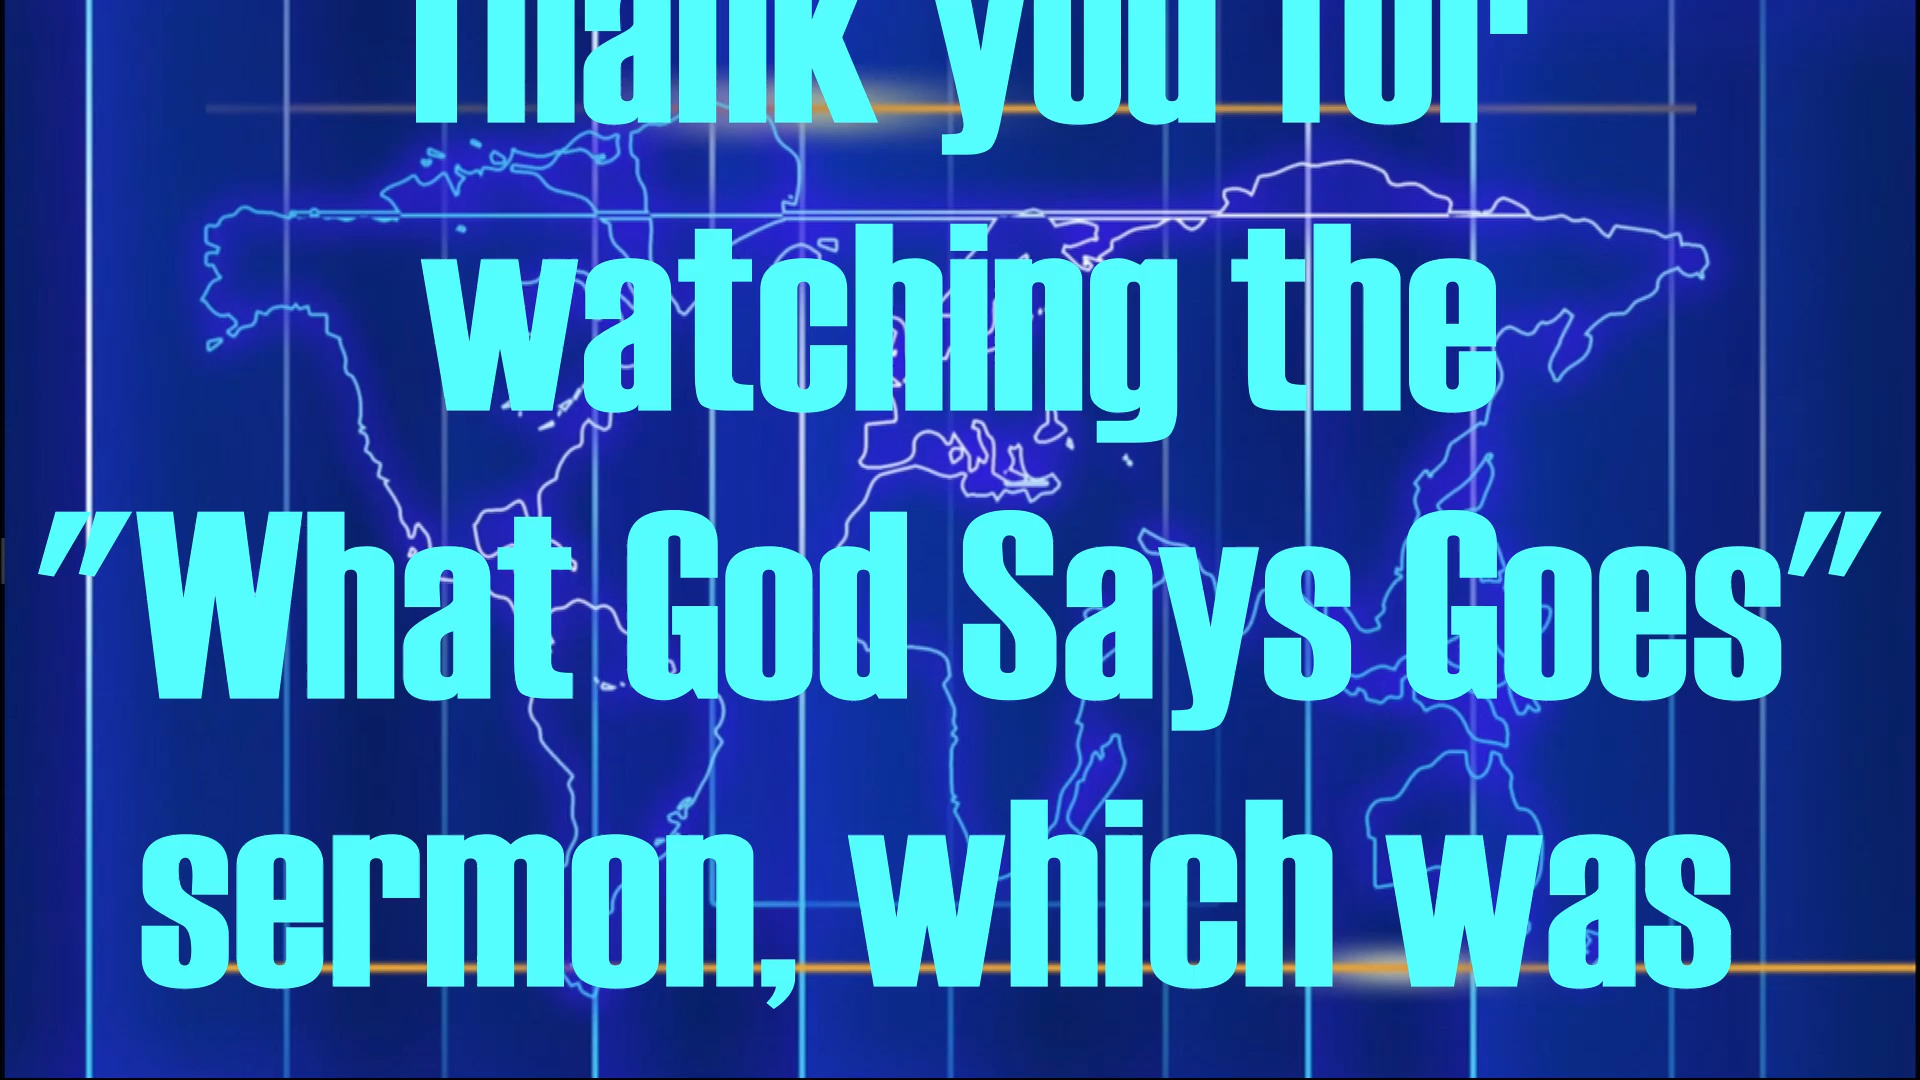 Thank you for
watching the
"What God Says Goes"
sermon, which was